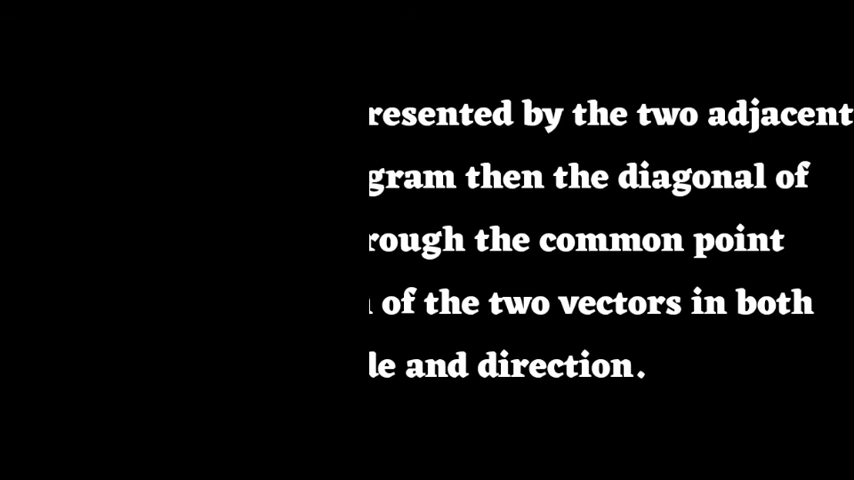 resented by the two adjacent
gram then the diagonal of
rough the common point
of the two vectors in both
le and direction.